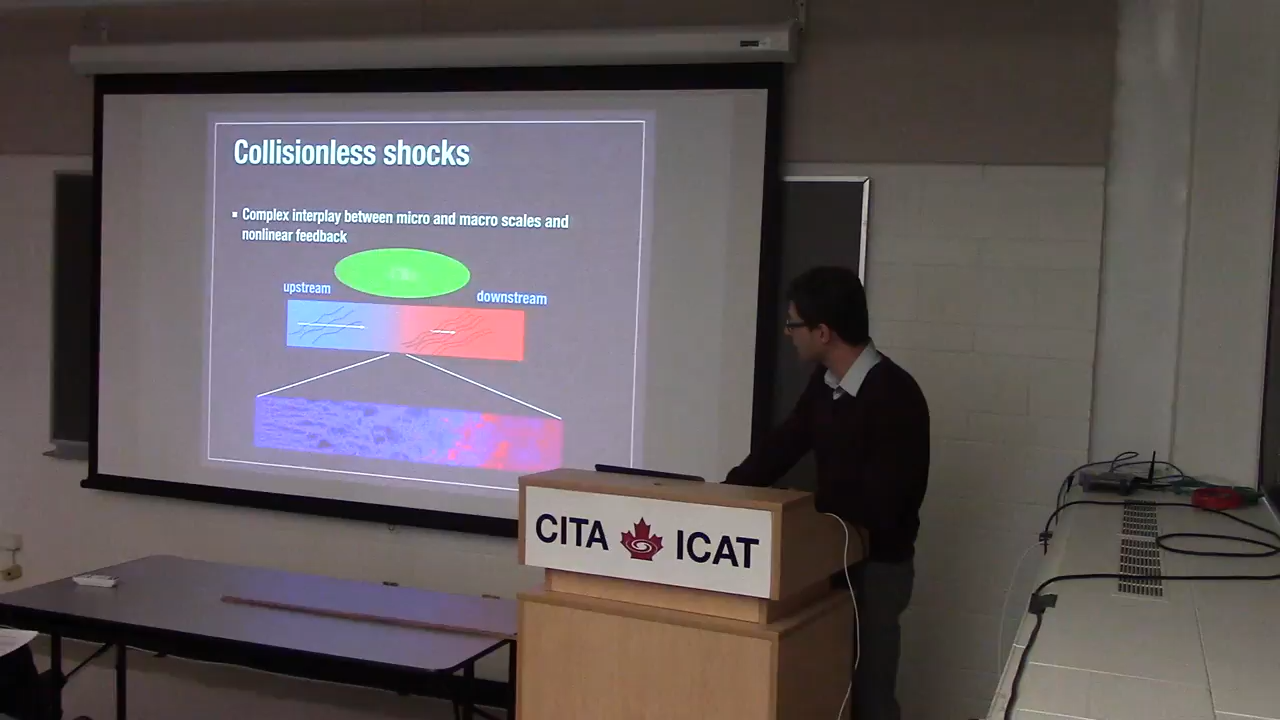 Collisionless shocks
▪ Complex interplay between micro and macro scales and
nonlinear feedback
upstream
downstream
CITA ICAT